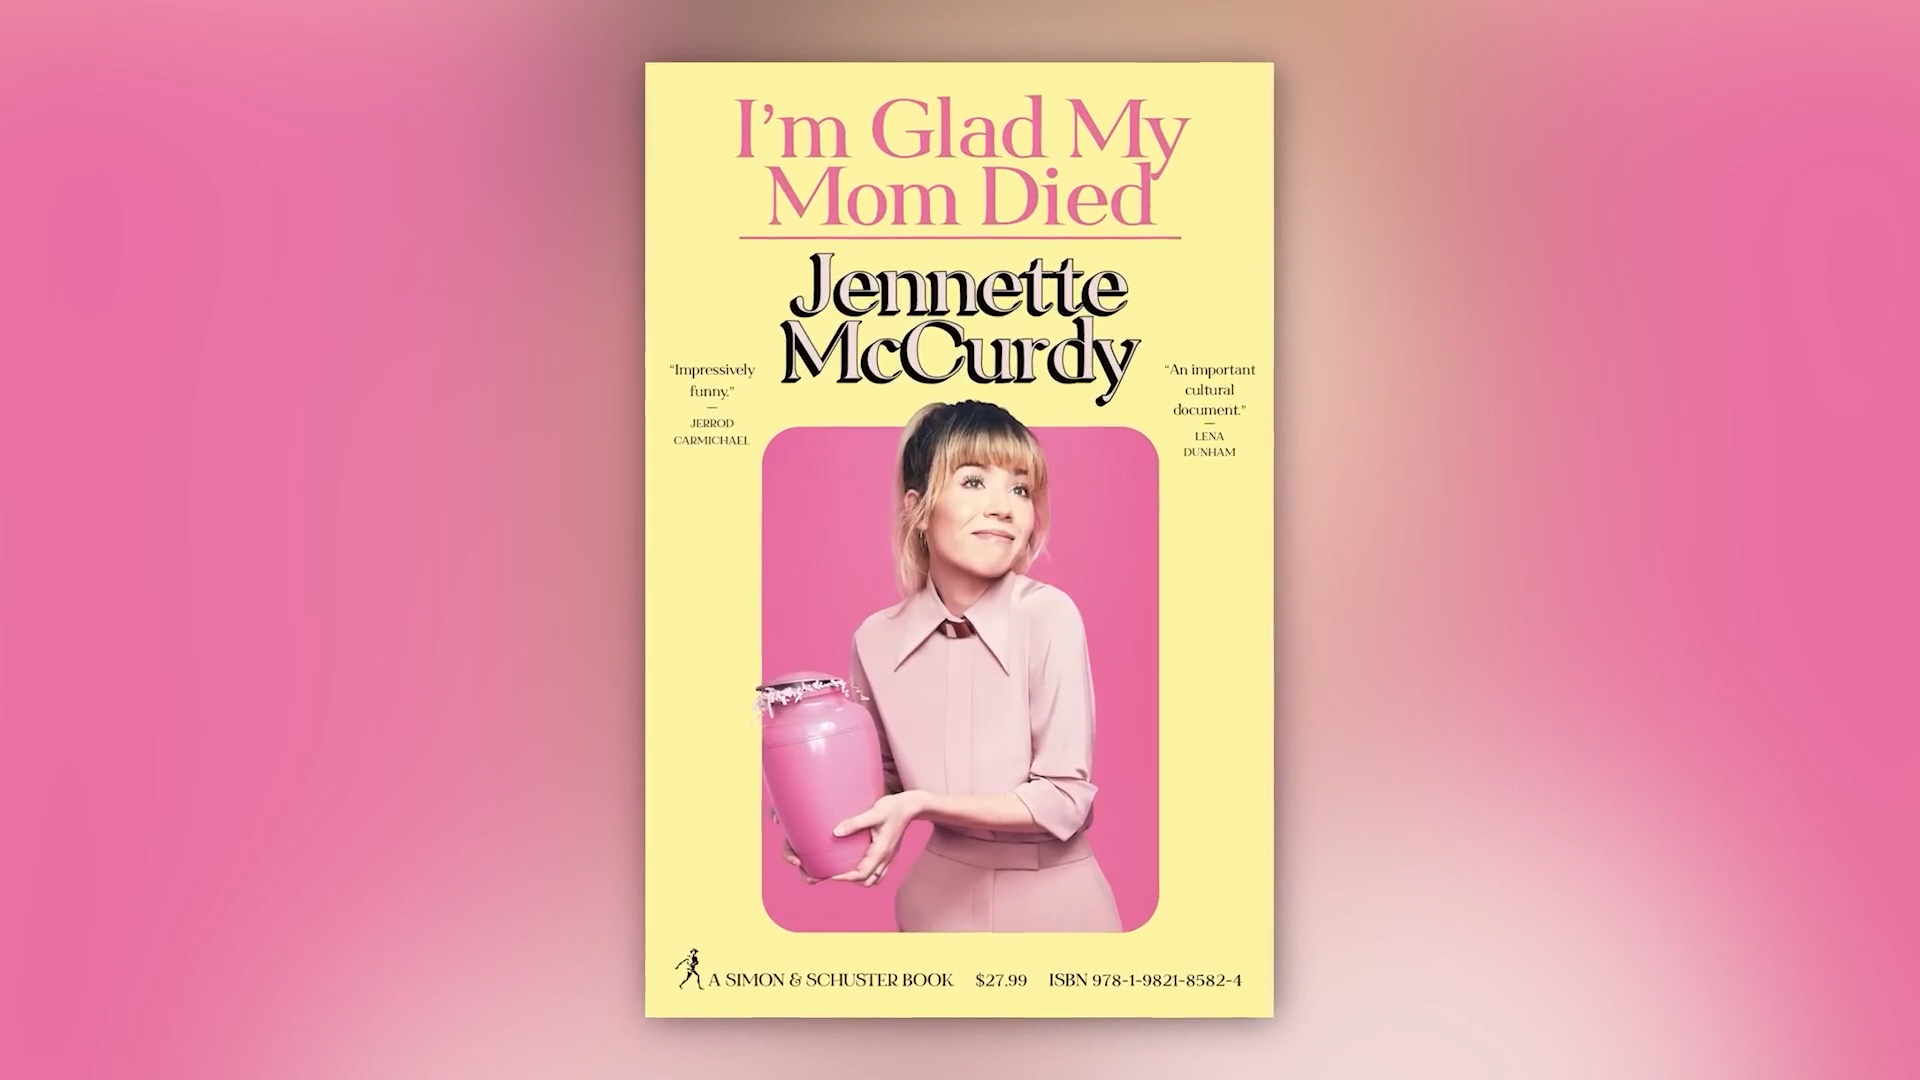 I’m Glad My
Mom Died
Jennette
McCurdy
“Impressively
funny.”
—
JERROD
CARMICHAEL
“An important
cultural
document.”
—
LENA
DUNHAM
A SIMON & SCHUSTER BOOK $27.99 ISBN 978-1-9821-8582-4